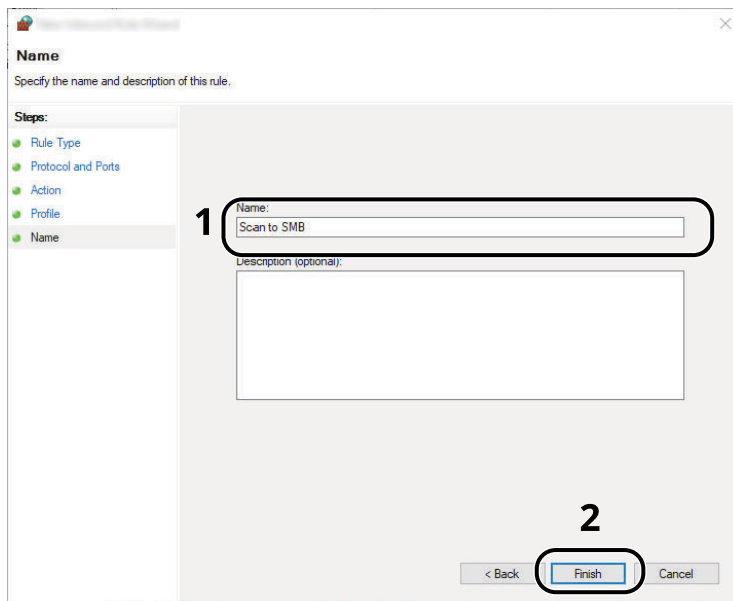 Name
Specify the name and description of this rule.
Steps:
Rule Type
Protocol and Ports
Action
Profile
Name
1
Name:
Scan to SMB
Description (optional):
2
< Back
Finish
Cancel